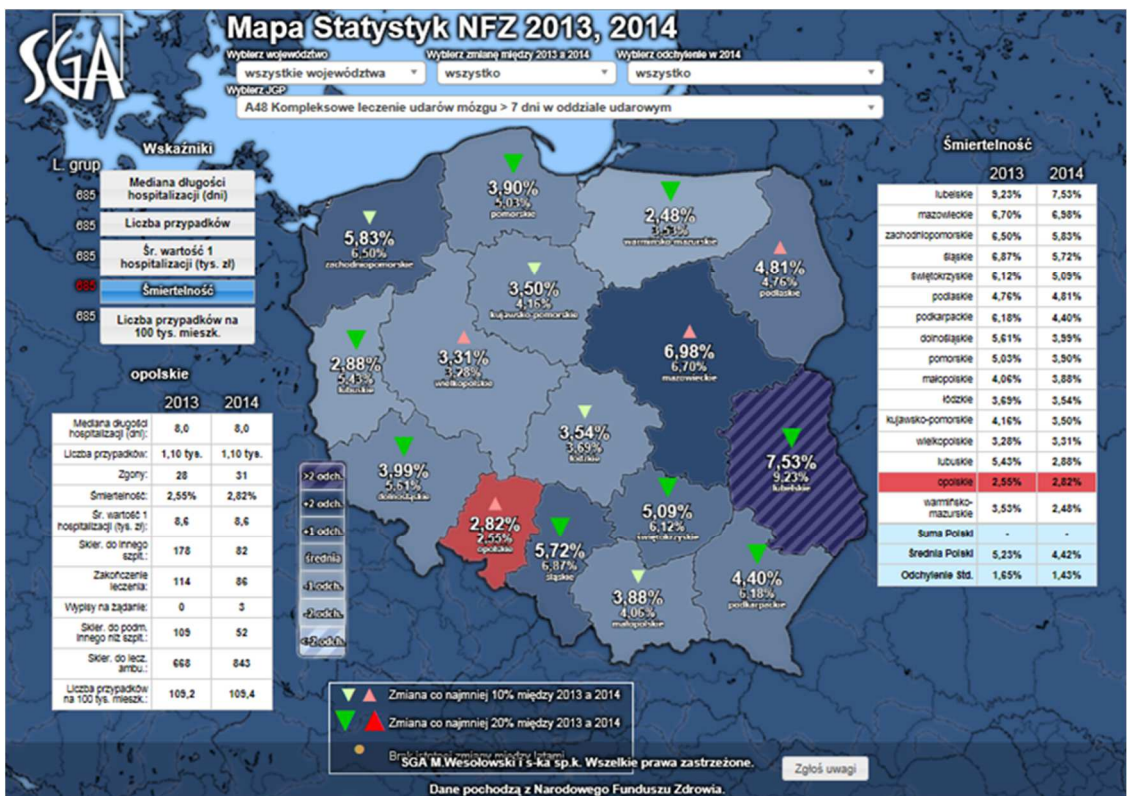 SGA
Mapa Statystyk NFZ 2013, 2014
Wybierz województwo
Wybierz zmianę między 2013 a 2014
Wybierz odchylenie w 2014
wszystkie województwa
wszystko
wszystko
Wybierz JGP
A48 Kompleksowe leczenie udarów mózgu > 7 dni w oddziale udarowym
Wskaźniki
L. grup
685 Mediana długości
hospitalizacji (dni)
685 Liczba przypadków
685 Śr. wartość 1
hospitalizacji (tys. zł)
685 Śmiertelność
685 Liczba przypadków na
100 tys. mieszk.
opolskie
2013 2014
Mediana długości
hospitalizacji (dni): 8,0 8,0
Liczba przypadków: 1,10 tys. 1,10 tys.
Zgony: 28 31
Śmiertelność: 2,55% 2,82%
Śr. wartość 1
hospitalizacji (tys. zł): 8,6 8,6
Skier. do innego
szpit.: 178 82
Zakończenie
leczenia: 114 86
Wypisy na żądanie: 0 3
Skier. do podm.
innego niż szpit.: 109 52
Skier. do lecz.
ambu.: 668 843
Liczba przypadków
na 100 tys. mieszk.: 109,2 109,4
3,90%
5,03%
pomorskie
2,48%
3,53%
warmińsko-mazurskie
5,83%
6,50%
zachodniopomorskie
4,81%
4,76%
podlaskie
3,50%
4,16%
kujawsko-pomorskie
2,88%
5,43%
lubuskie
3,31%
3,28%
wielkopolskie
6,98%
6,70%
mazowieckie
3,54%
3,69%
łódzkie
7,53%
9,23%
lubelskie
3,99%
5,61%
dolnośląskie
2,82%
2,55%
opolskie
5,72%
6,87%
śląskie
5,09%
6,12%
świętokrzyskie
3,88%
4,06%
małopolskie
4,40%
6,18%
podkarpackie
>2 odch.
+2 odch.
+1 odch.
średnia
-1 odch.
-2 odch.
<-2 odch.
Śmiertelność
2013 2014
lubelskie 9,23% 7,53%
mazowieckie 6,70% 6,98%
zachodniopomorskie 6,50% 5,83%
śląskie 6,87% 5,72%
świętokrzyskie 6,12% 5,09%
podlaskie 4,76% 4,81%
podkarpackie 6,18% 4,40%
dolnośląskie 5,61% 3,99%
pomorskie 5,03% 3,90%
małopolskie 4,06% 3,88%
łódzkie 3,69% 3,54%
kujawsko-pomorskie 4,16% 3,50%
wielkopolskie 3,28% 3,31%
lubuskie 5,43% 2,88%
opolskie 2,55% 2,82%
warmińsko-
mazurskie 3,53% 2,48%
Suma Polski - -
Średnia Polski 5,23% 4,42%
Odchylenie Std. 1,65% 1,43%
Zmiana co najmniej 10% między 2013 a 2014
Zmiana co najmniej 20% między 2013 a 2014
Brak istotnej zmiany między latami
SGA M.Wesołowski i s-ka sp.k. Wszelkie prawa zastrzeżone.
Zgłoś uwagi
Dane pochodzą z Narodowego Funduszu Zdrowia.